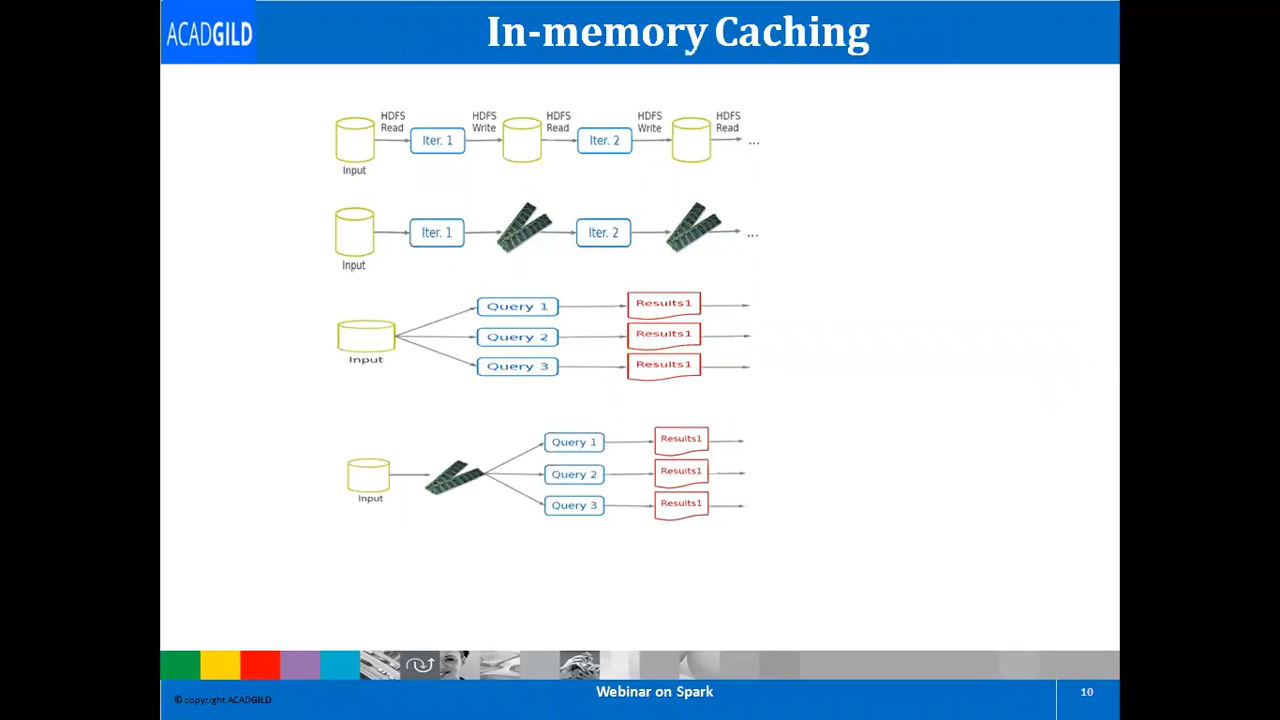 ACADGILD
In-memory Caching
HDFS Read
HDFS Write
HDFS Read
HDFS Write
HDFS Read
Iter. 1
Iter. 2
...
Input
Iter. 1
Iter. 2
...
Input
Query 1
Results1
Query 2
Results1
Query 3
Results1
Input
Query 1
Results1
Query 2
Results1
Query 3
Results1
Input
© copyright ACADGILD
Webinar on Spark
10